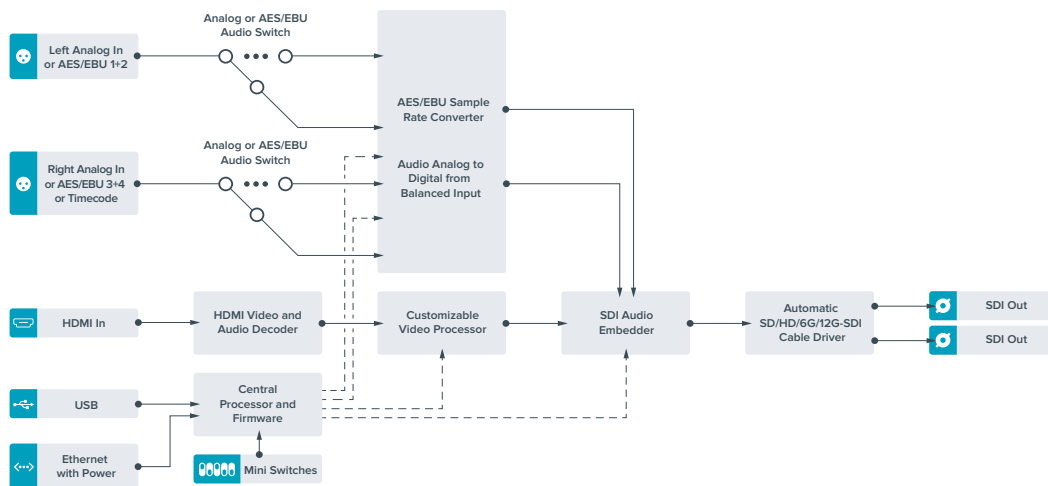 Analog or AES/EBU
Audio Switch
Left Analog In
or AES/EBU 1+2
AES/EBU Sample
Rate Converter
Analog or AES/EBU
Audio Switch
Right Analog In
or AES/EBU 3+4
or Timecode
Audio Analog to
Digital from
Balanced Input
HDMI In
HDMI Video and
Audio Decoder
Customizable
Video Processor
SDI Audio
Embedder
Automatic
SD/HD/6G/12G-SDI
Cable Driver
SDI Out
SDI Out
USB
Central
Processor and
Firmware
Ethernet
with Power
Mini Switches